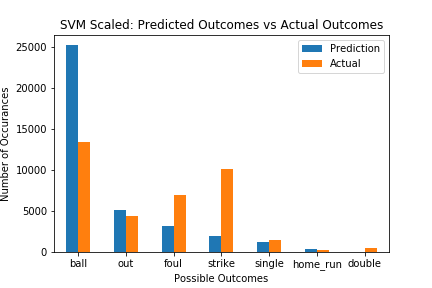 SVM Scaled: Predicted Outcomes vs Actual Outcomes
Prediction
Actual
25000
20000
15000
10000
5000
0
Number of Occurances
ball out foul strike single home_run double
Possible Outcomes